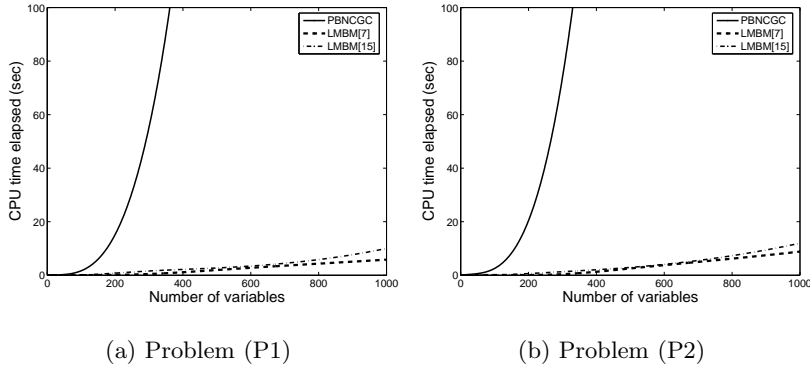 100
80
60
40
20
0
CPU time elapsed (sec)
0 200 400 600 800 1000
Number of variables
PBNCGC
LMBM[7]
LMBM[15]
(a) Problem (P1)
100
80
60
40
20
0
CPU time elapsed (sec)
0 200 400 600 800 1000
Number of variables
PBNCGC
LMBM[7]
LMBM[15]
(b) Problem (P2)